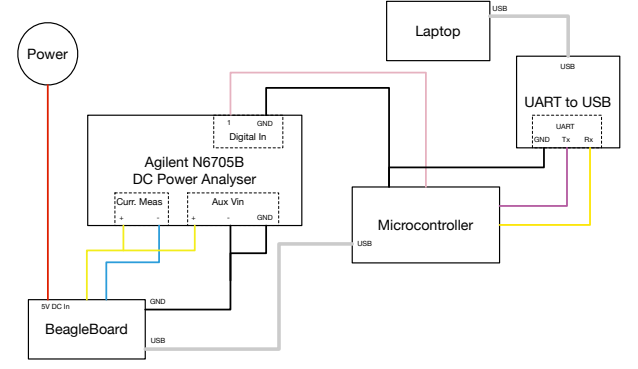 USB
Laptop
Power
USB
UART to USB
UART
GND Tx Rx
1 GND
Digital In
Agilent N6705B
DC Power Analyser
Curr. Meas Aux Vin
+ - + - GND
Microcontroller
USB
5V DC In GND
BeagleBoard
USB